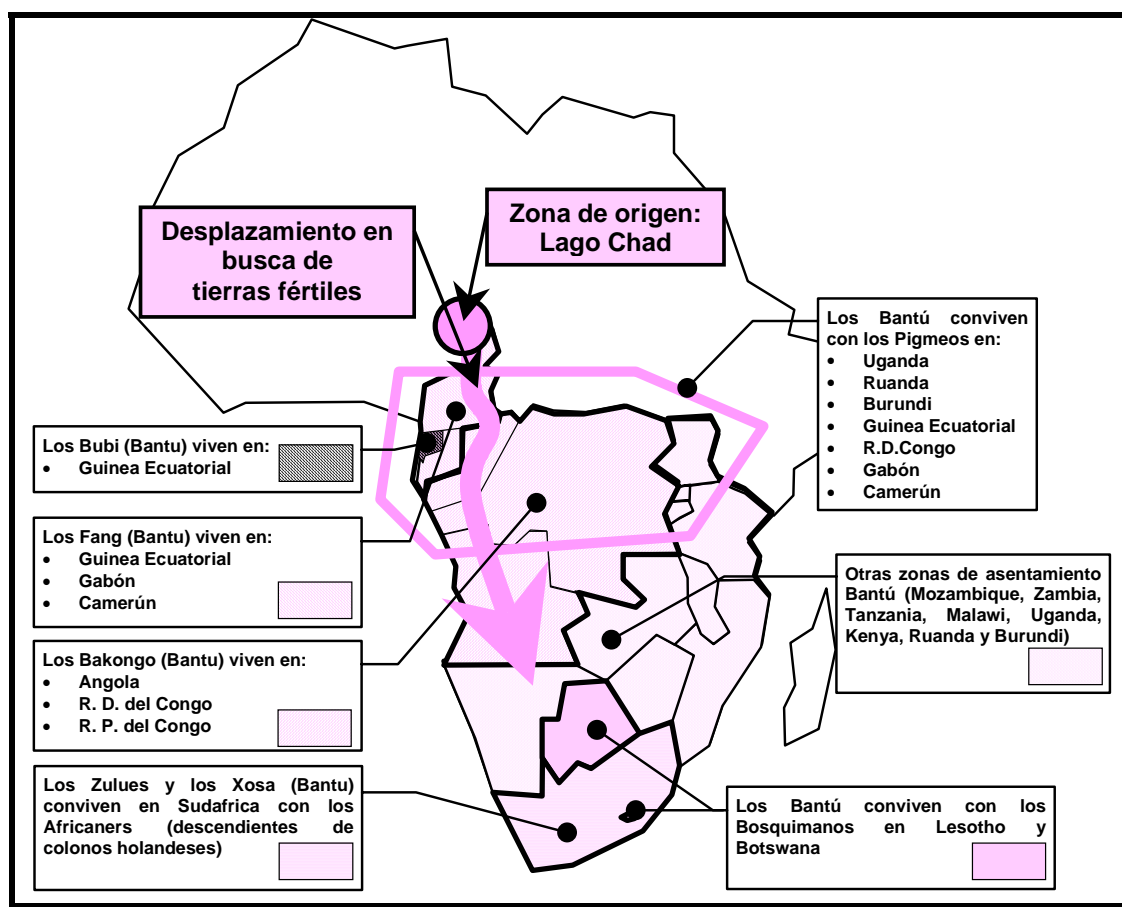 Desplazamiento en
busca de
tierras fértiles
Zona de origen:
Lago Chad
Los Bantú conviven
con los Pigmeos en:
• Uganda
• Ruanda
• Burundi
• Guinea Ecuatorial
• R.D.Congo
• Gabón
• Camerún
Los Bubi (Bantu) viven en:
• Guinea Ecuatorial
Los Fang (Bantu) viven en:
• Guinea Ecuatorial
• Gabón
• Camerún
Otras zonas de asentamiento
Bantú (Mozambique, Zambia,
Tanzania, Malawi, Uganda,
Kenya, Ruanda y Burundi)
Los Bakongo (Bantu) viven en:
• Angola
• R. D. del Congo
• R. P. del Congo
Los Zulues y los Xosa (Bantu)
conviven en Sudafrica con los
Africaners (descendientes de
colonos holandeses)
Los Bantú conviven con los
Bosquimanos en Lesotho y
Botswana